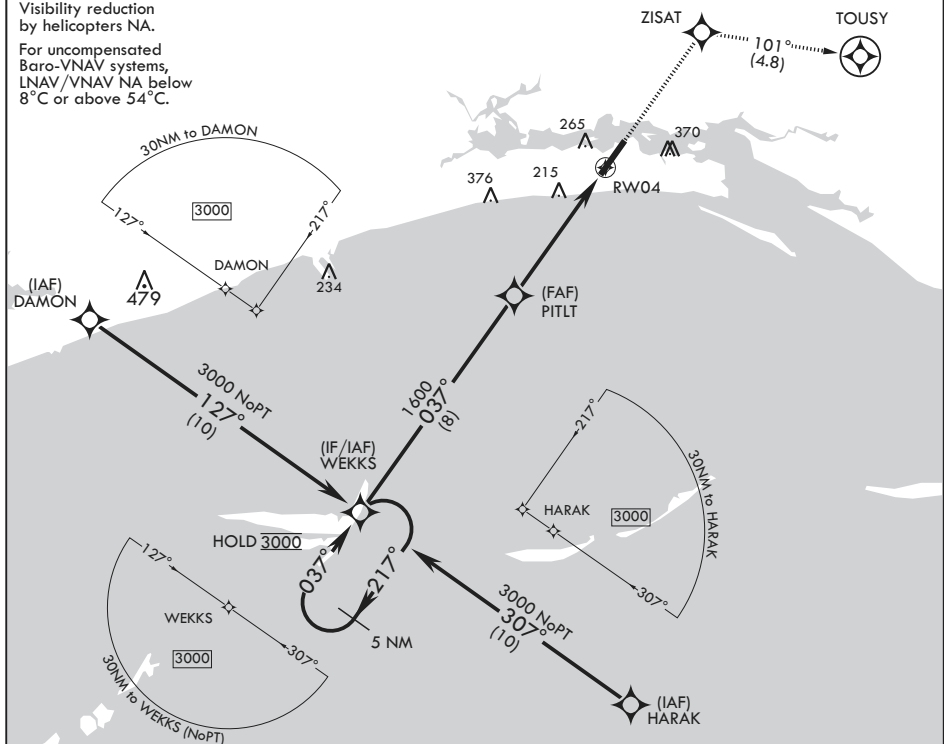 Visibility reduction
by helicopters NA.
For uncompensated
Baro-VNAV systems,
LNAV/VNAV NA below
8°C or above 54°C.
ZISAT
TOUSY
101°
(4.8)
30NM to DAMON
3000
127°
217°
DAMON
265
370
376
215
RW04
(IAF)
DAMON
479
234
(FAF)
PITLT
3000 NoPT
127°
(10)
1600
037°
(8)
(IF/IAF)
WEKKS
217°
HARAK
3000
30NM to HARAK
307°
HOLD 3000
037°
217°
5 NM
127°
WEKKS
3000
307°
30NM to WEKKS (NoPT)
3000 NoPT
307°
(10)
(IAF)
HARAK